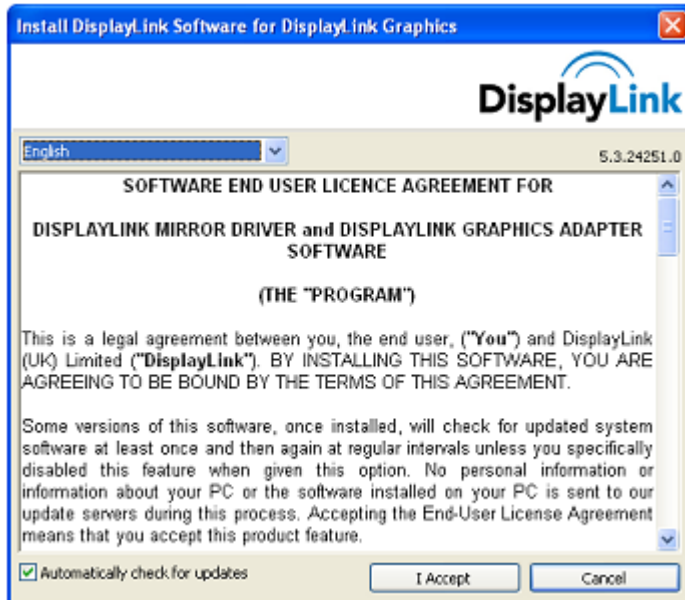 Install DisplayLink Software for DisplayLink Graphics
DisplayLink
English
5.3.24251.0
SOFTWARE END USER LICENCE AGREEMENT FOR
DISPLAYLINK MIRROR DRIVER and DISPLAYLINK GRAPHICS ADAPTER
SOFTWARE
(THE "PROGRAM")
This is a legal agreement between you, the end user, ("You") and DisplayLink
(UK) Limited ("DisplayLink"). BY INSTALLING THIS SOFTWARE, YOU ARE
AGREEING TO BE BOUND BY THE TERMS OF THIS AGREEMENT.
Some versions of this software, once installed, will check for updated system
software at least once and then again at regular intervals unless you specifically
disabled this feature when given this option. No personal information or
information about your PC or the software installed on your PC is sent to our
update servers during this process. Accepting the End-User License Agreement
means that you accept this product feature.
Automatically check for updates
I Accept
Cancel